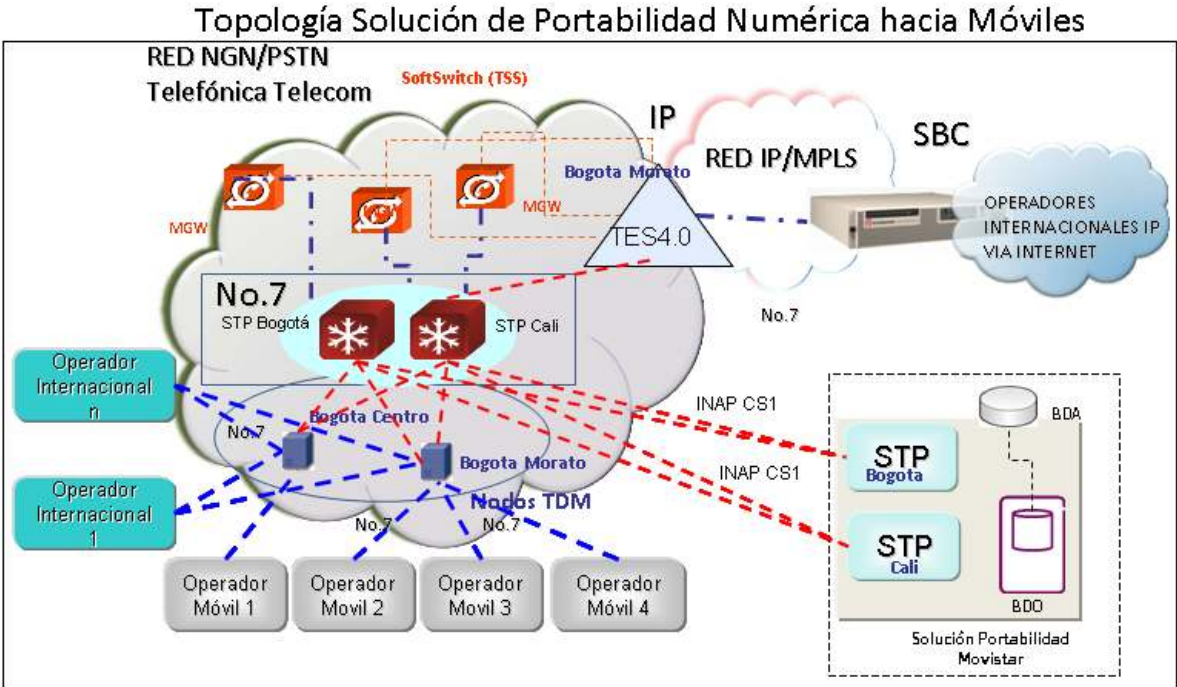 Topología Solución de Portabilidad Numérica hacia Móviles
RED NGN/PSTN
Telefónica Telecom
SoftSwitch (TSS)
IP
SBC
RED IP/MPLS
Bogota Morato
MGW
MGW
MGW
TES4.0
OPERADORES
INTERNACIONALES IP
VIA INTERNET
No.7
No.7
STP Bogotá
STP Cali
Operador
Internacional
n
Bogota Centro
No.7
Bogota Morato
Nodos TDM
Operador
Internacional
1
No.7
No.7
Operador
Móvil 1
Operador
Movil 2
Operador
Movil 3
Operador
Móvil 4
INAP CS1
INAP CS1
BDA
STP
Bogota
STP
Cali
BDO
Solución Portabilidad
Movistar